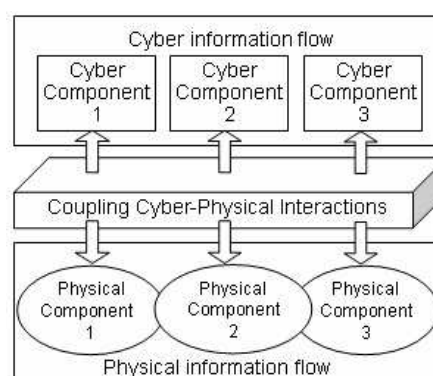 Cyber information flow
Cyber
Component
1
Cyber
Component
2
Cyber
Component
3
Coupling Cyber-Physical Interactions
Physical
Component
1
Physical
Component
2
Physical
Component
3
Physical information flow